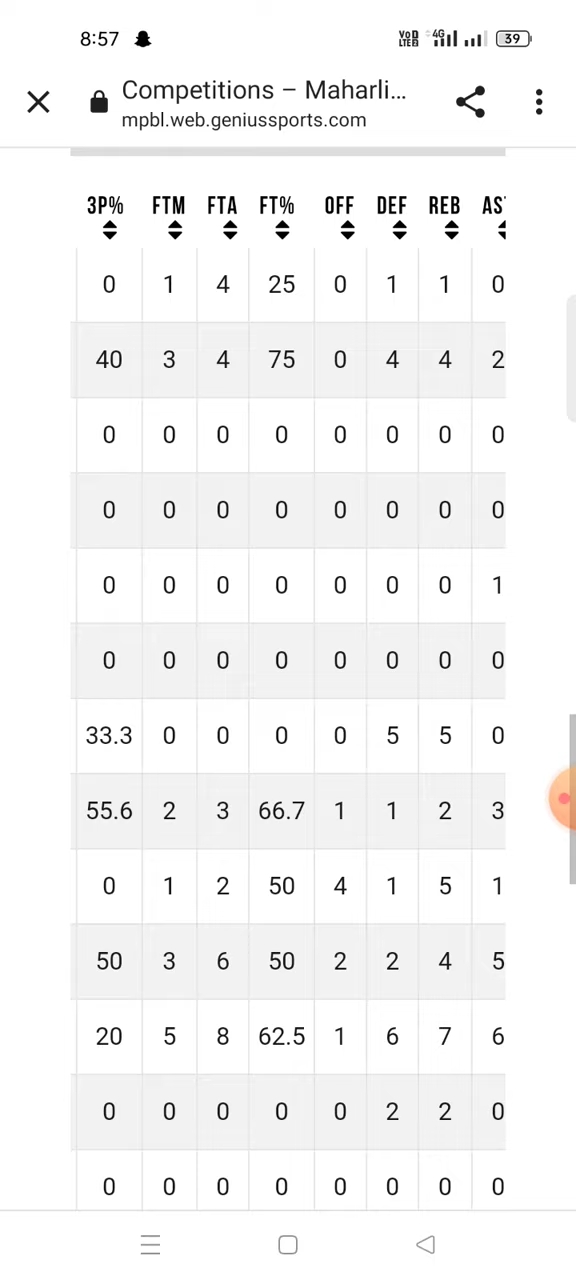 8:57 VoD LTE2 4G 39
Competitions – Maharli...
mpbl.web.geniussports.com
3P% FTM FTA FT% OFF DEF REB AS
0 1 4 25 0 1 1 0
40 3 4 75 0 4 4 2
0 0 0 0 0 0 0 0
0 0 0 0 0 0 0 0
0 0 0 0 0 0 0 1
0 0 0 0 0 0 0 0
33.3 0 0 0 0 5 5 0
55.6 2 3 66.7 1 1 2 3
0 1 2 50 4 1 5 1
50 3 6 50 2 2 4 5
20 5 8 62.5 1 6 7 6
0 0 0 0 0 2 2 0
0 0 0 0 0 0 0 0